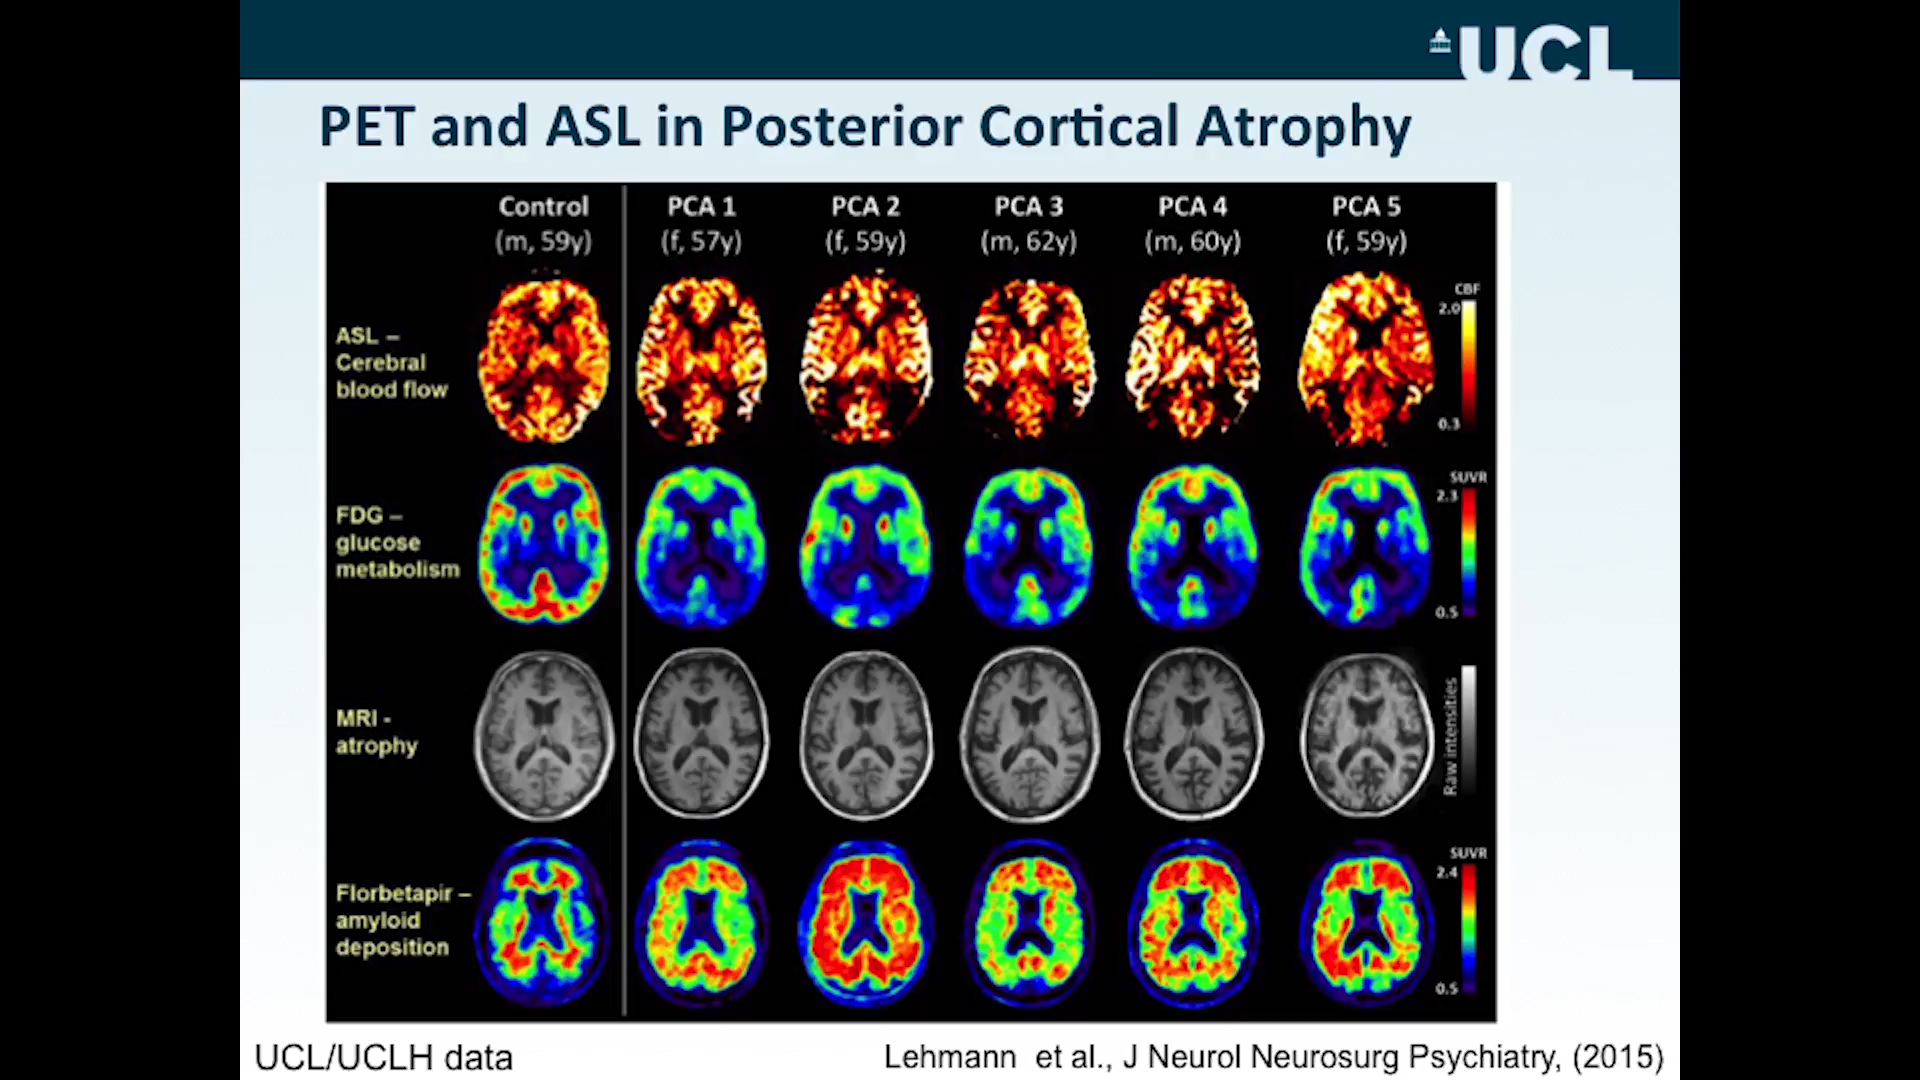 UCL
PET and ASL in Posterior Cortical Atrophy
Control
(m, 59y)
PCA 1
(f, 57y)
PCA 2
(f, 59y)
PCA 3
(m, 62y)
PCA 4
(m, 60y)
PCA 5
(f, 59y)
ASL –
Cerebral
blood flow
CBF
2.0
0.3
FDG –
glucose
metabolism
SUVR
2.3
0.5
MRI -
atrophy
Raw intensities
Florbetapir –
amyloid
deposition
SUVR
2.4
0.5
UCL/UCLH data
Lehmann et al., J Neurol Neurosurg Psychiatry, (2015)